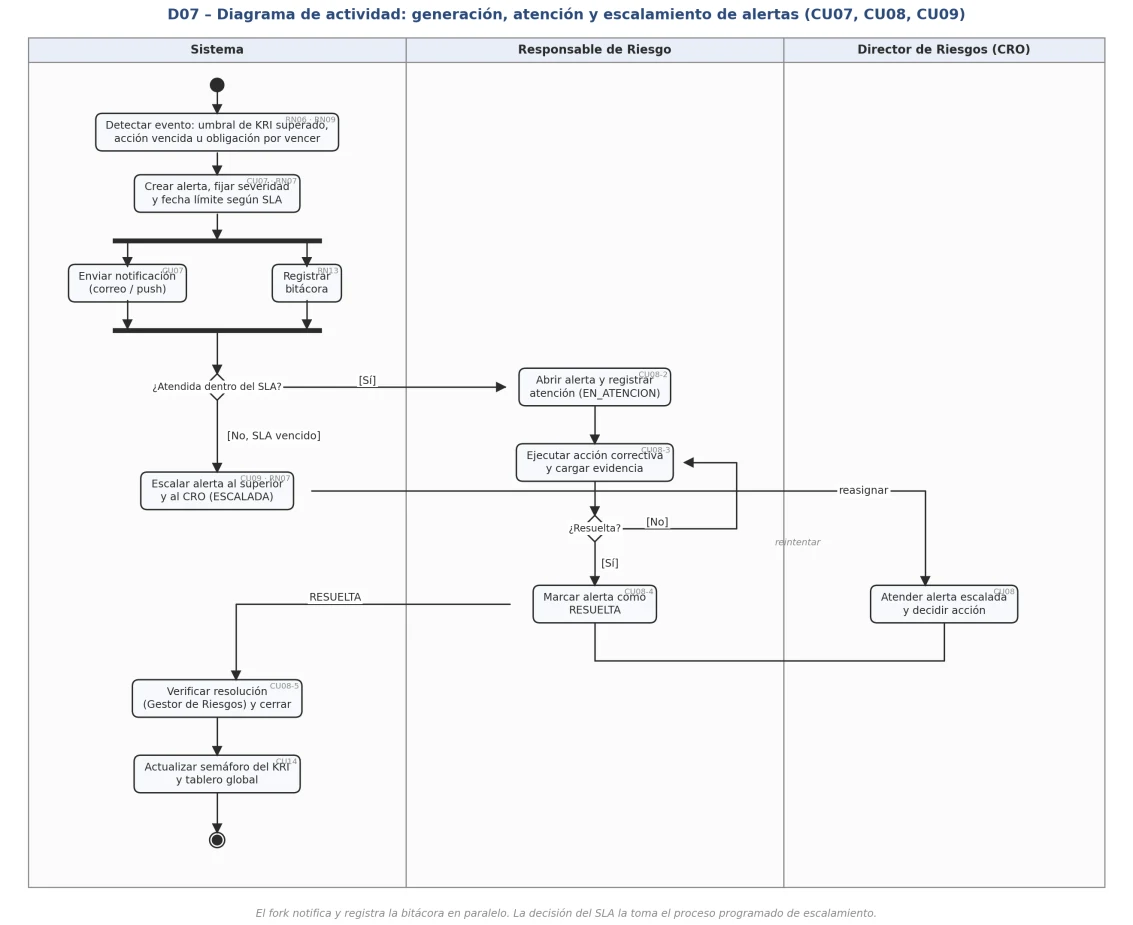 D07 – Diagrama de actividad: generación, atención y escalamiento de alertas (CU07, CU08, CU09)
Sistema
Responsable de Riesgo
Director de Riesgos (CRO)
RN06 · RN09
Detectar evento: umbral de KRI superado,
acción vencida u obligación por vencer
CU07 · RN07
Crear alerta, fijar severidad
y fecha límite según SLA
CU07
Enviar notificación
(correo / push)
RN13
Registrar
bitácora
¿Atendida dentro del SLA?
[Sí]
CU08-2
Abrir alerta y registrar
atención (EN_ATENCION)
[No, SLA vencido]
CU08-3
Ejecutar acción correctiva
y cargar evidencia
CU09 · RN07
Escalar alerta al superior
y al CRO (ESCALADA)
reasignar
¿Resuelta?
[No]
reintentar
[Sí]
RESUELTA
CU08-4
Marcar alerta como
RESUELTA
CU08
Atender alerta escalada
y decidir acción
CU08-5
Verificar resolución
(Gestor de Riesgos) y cerrar
CU14
Actualizar semáforo del KRI
y tablero global
El fork notifica y registra la bitácora en paralelo. La decisión del SLA la toma el proceso programado de escalamiento.